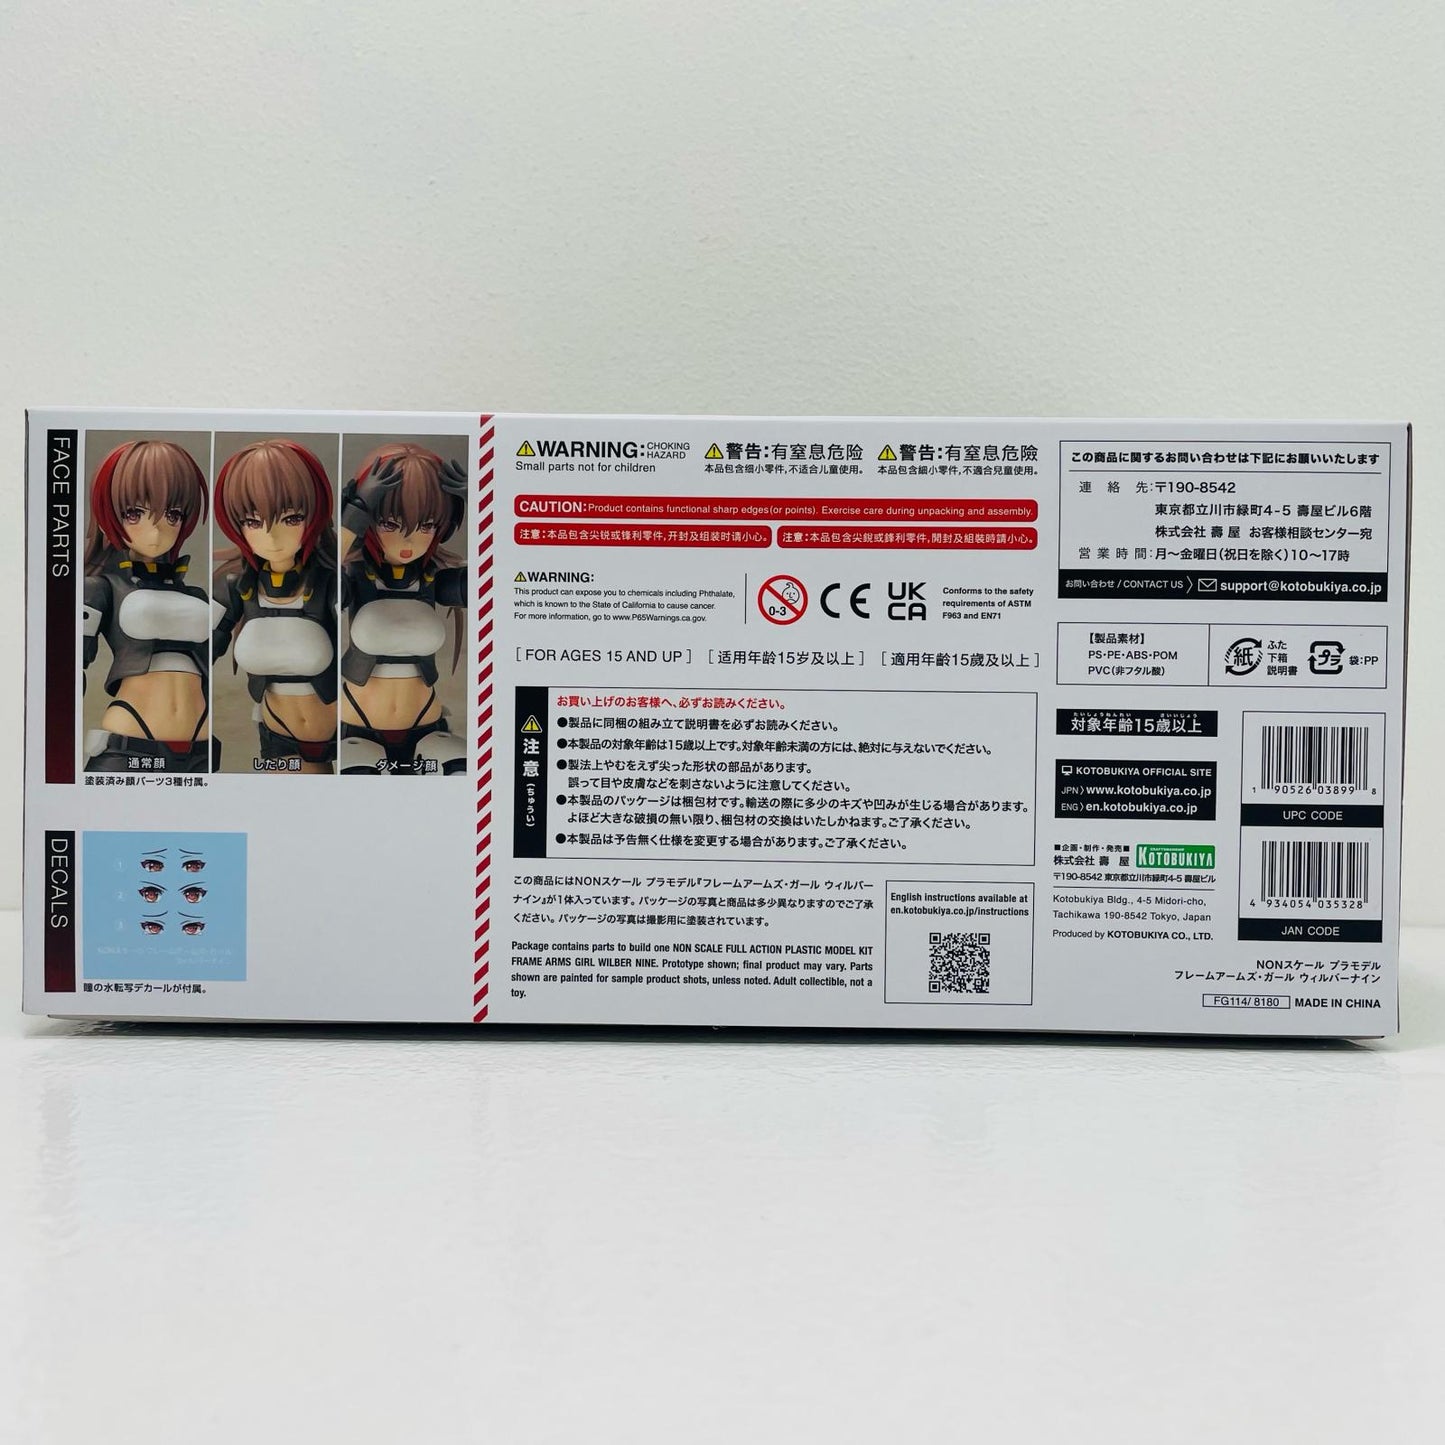 FACE PARTS
通常顔
したり顔
ダメージ顔
塗装済み顔パーツ3種付属。
DECALS
1
2
3
瞳の水転写デカールが付属。
WARNING: CHOKING HAZARD
Small parts not for children
警告:有窒息危险
本品包含细小零件,不适合儿童使用。
警告:有窒息危險
本品包含細小零件,不適合兒童使用。
CAUTION: Product contains functional sharp edges(or points). Exercise care during unpacking and assembly.
注意:本品包含尖锐或锋利零件,开封及组装时请小心。
注意:本品包含尖銳或鋒利零件,開封及組裝時請小心。
WARNING:
This product can expose you to chemicals including Phthalate,
which is known to the State of California to cause cancer.
For more information, go to www.P65Warnings.ca.gov.
0-3
CE
UK
CA
Conforms to the safety
requirements of ASTM
F963 and EN71
[ FOR AGES 15 AND UP ] [ 适用年龄15岁及以上 ] [ 適用年齡15歲及以上 ]
注意(ちゅうい)
お買い上げのお客様へ、必ずお読みください。
●製品に同梱の組み立て説明書を必ずお読みください。
●本製品の対象年齢は15歳以上です。対象年齢未満の方には、絶対に与えないでください。
●製法上やむをえず尖った形状の部品があります。
誤って目や皮膚などを刺さないように注意してください。
●本製品のパッケージは梱包材です。輸送の際に多少のキズや凹みが生じる場合があります。
よほど大きな破損の無い限り、梱包材の交換はいたしかねます。ご了承ください。
●本製品は予告無く仕様を変更する場合があります。ご了承ください。
この商品にはNONスケール プラモデル『フレームアームズ・ガール ウィルバー
ナイン』が1体入っています。パッケージの写真と商品は多少異なりますのでご了承
ください。パッケージの写真は撮影用に塗装されています。
Package contains parts to build one NON SCALE FULL ACTION PLASTIC MODEL KIT
FRAME ARMS GIRL WILBER NINE. Prototype shown; final product may vary. Parts
shown are painted for sample product shots, unless noted. Adult collectible, not a
toy.
English instructions available at
en.kotobukiya.co.jp/instructions
この商品に関するお問い合わせは下記にお願いいたします
連絡先:〒190-8542
東京都立川市緑町4-5 壽屋ビル6階
株式会社 壽屋 お客様相談センター宛
営業時間:月〜金曜日(祝日を除く)10〜17時
お問い合わせ / CONTACT US support@kotobukiya.co.jp
【製品素材】
PS・PE・ABS・POM
PVC(非フタル酸)
紙
ふた
下箱
説明書
プラ
袋:PP
たいしょうねんれい さいいじょう
対象年齢15歳以上
KOTOBUKIYA OFFICIAL SITE
JPN〉www.kotobukiya.co.jp
ENG〉en.kotobukiya.co.jp
■企画・制作・発売■
株式会社 壽屋
KOTOBUKIYA
〒190-8542 東京都立川市緑町4-5 壽屋ビル
Kotobukiya Bldg., 4-5 Midori-cho,
Tachikawa 190-8542 Tokyo, Japan
Produced by KOTOBUKIYA CO., LTD.
1 90526 03899 8
UPC CODE
4 934054 035328
JAN CODE
NONスケール プラモデル
フレームアームズ・ガール ウィルバーナイン
FG114/ 8180 MADE IN CHINA